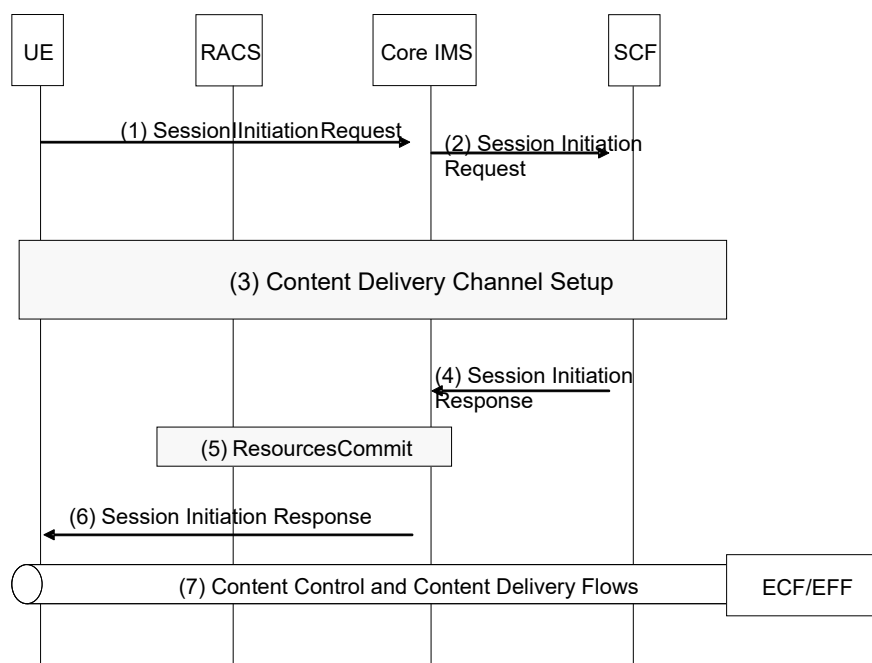 UE
RACS
Core IMS
SCF
(1) SessionIInitiationRequest
(2) Session Initiation
Request
(3) Content Delivery Channel Setup
(4) Session Initiation
Response
(5) ResourcesCommit
(6) Session Initiation Response
(7) Content Control and Content Delivery Flows
ECF/EFF